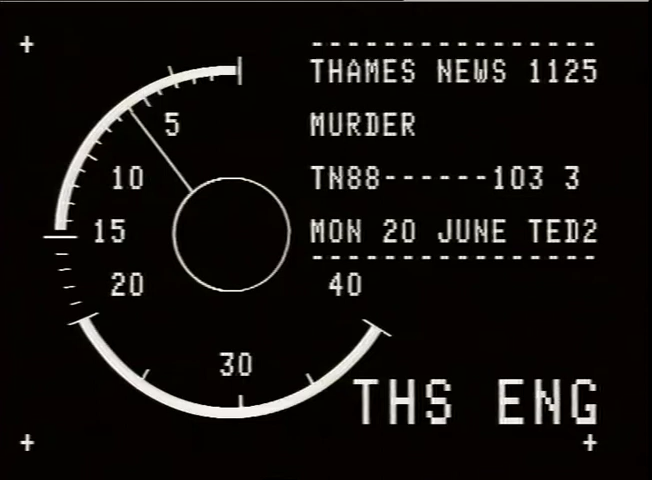 THAMES NEWS 1125
MURDER
TN88------103 3
MON 20 JUNE TED2
5
10
15
20
30
40
THS ENG